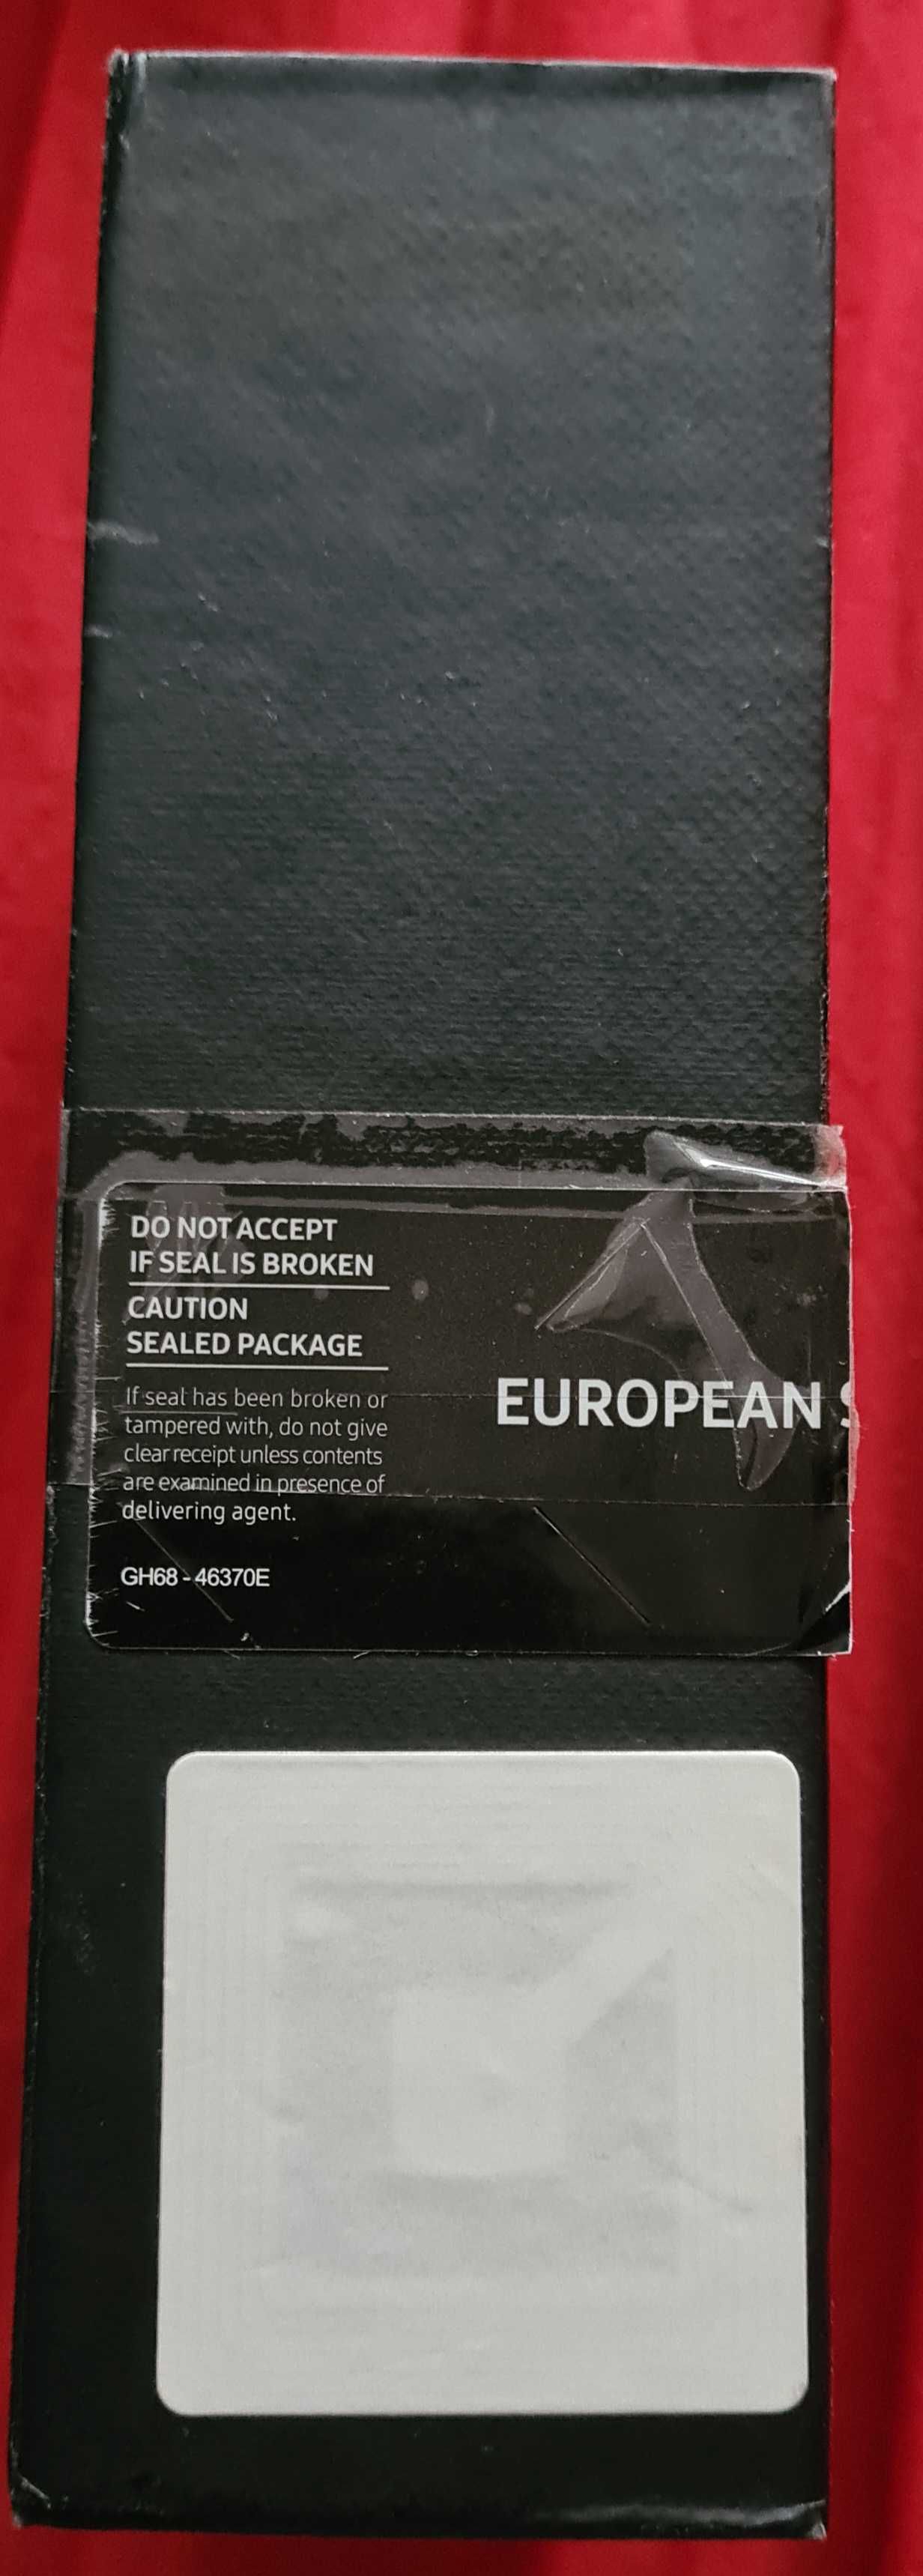 DO NOT ACCEPT
IF SEAL IS BROKEN
CAUTION
SEALED PACKAGE
If seal has been broken or
tampered with, do not give
clear receipt unless contents
are examined in presence of
delivering agent.
GH68 - 46370E
EUROPEAN S